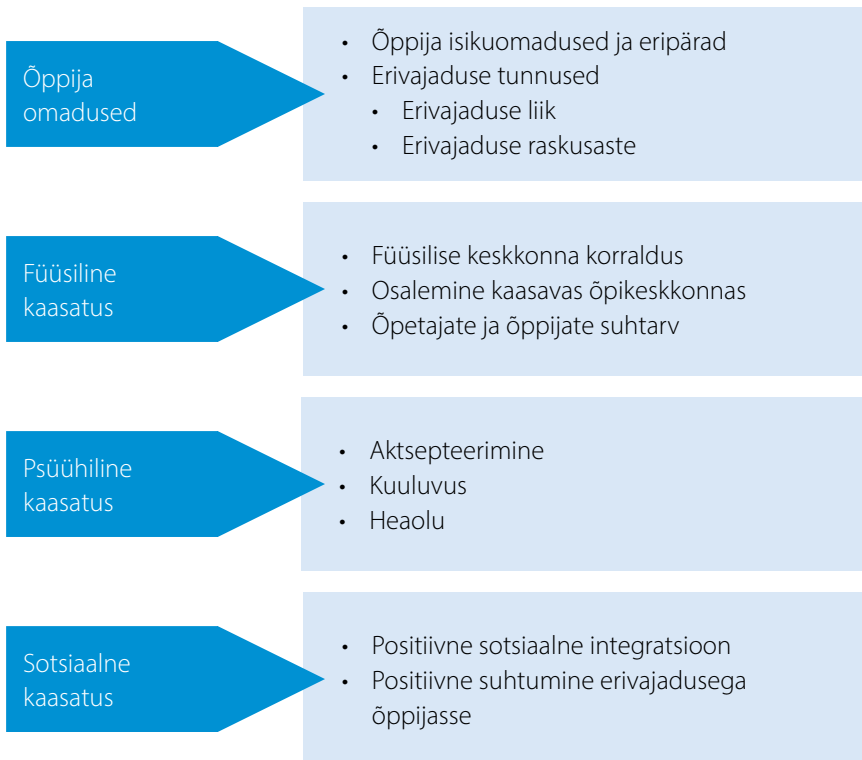 Õppija
omadused
• Õppija isikuomadused ja eripärad
• Erivajaduse tunnused
• Erivajaduse liik
• Erivajaduse raskusaste
Füüsiline
kaasatus
• Füüsilise keskkonna korraldus
• Osalemine kaasavas õpikeskkonnas
• Õpetajate ja õppijate suhtarv
Psüühiline
kaasatus
• Aktsepteerimine
• Kuuluvus
• Heaolu
Sotsiaalne
kaasatus
• Positiivne sotsiaalne integratsioon
• Positiivne suhtumine erivajadusega
õppijasse